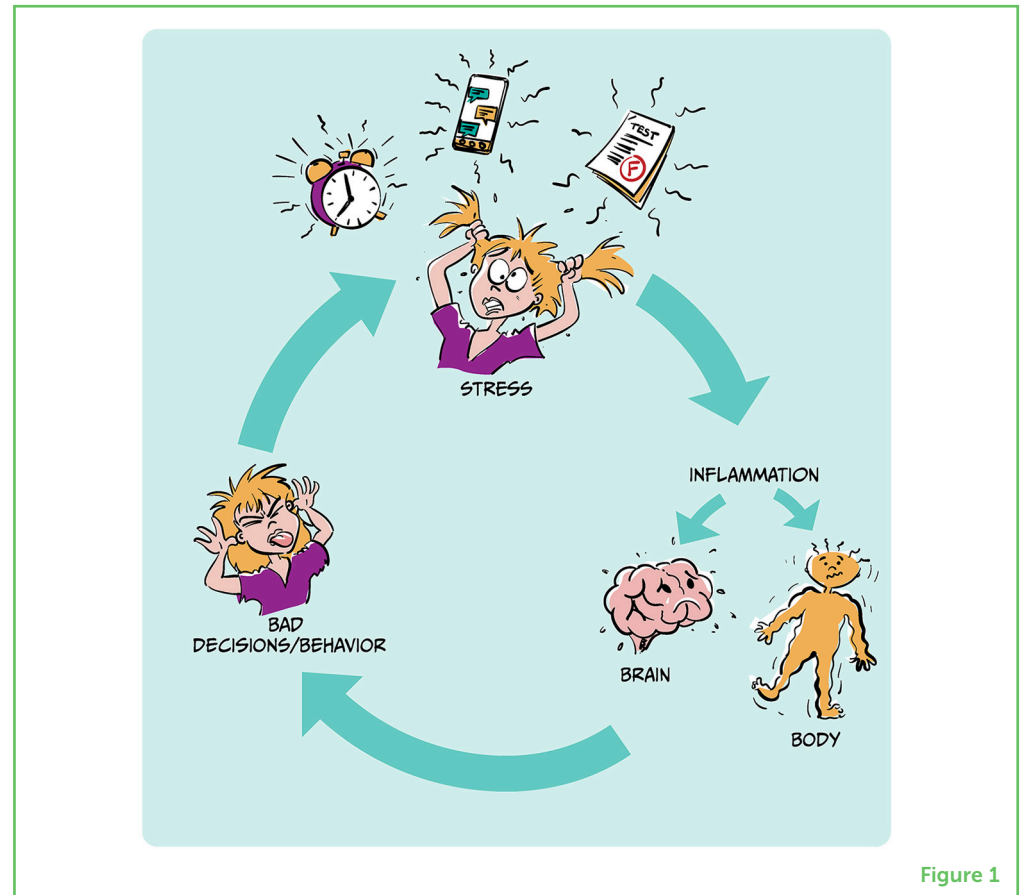 TEST
F
STRESS
INFLAMMATION
BRAIN
BODY
BAD
DECISIONS/BEHAVIOR
Figure 1